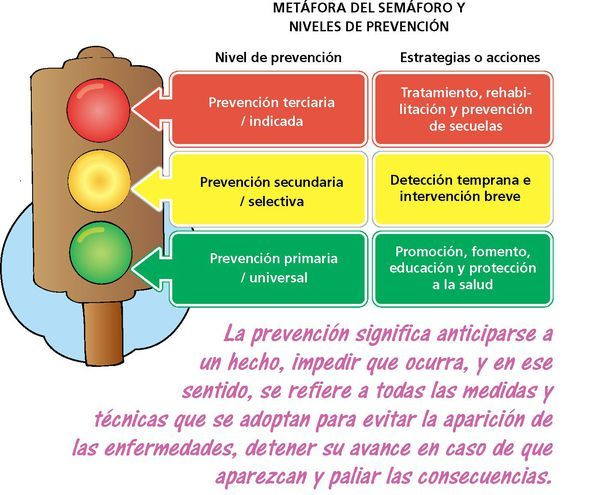 METÁFORA DEL SEMÁFORO Y
NIVELES DE PREVENCIÓN
Nivel de prevención
Estrategias o acciones
Prevención terciaria
/ indicada
Tratamiento, rehabi-
litación y prevención
de secuelas
Prevención secundaria
/ selectiva
Detección temprana e
intervención breve
Prevención primaria
/ universal
Promoción, fomento,
educación y protección
a la salud
La prevención significa anticiparse a
un hecho, impedir que ocurra, y en ese
sentido, se refiere a todas las medidas y
técnicas que se adoptan para evitar la aparición de
las enfermedades, detener su avance en caso de que
aparezcan y paliar las consecuencias.